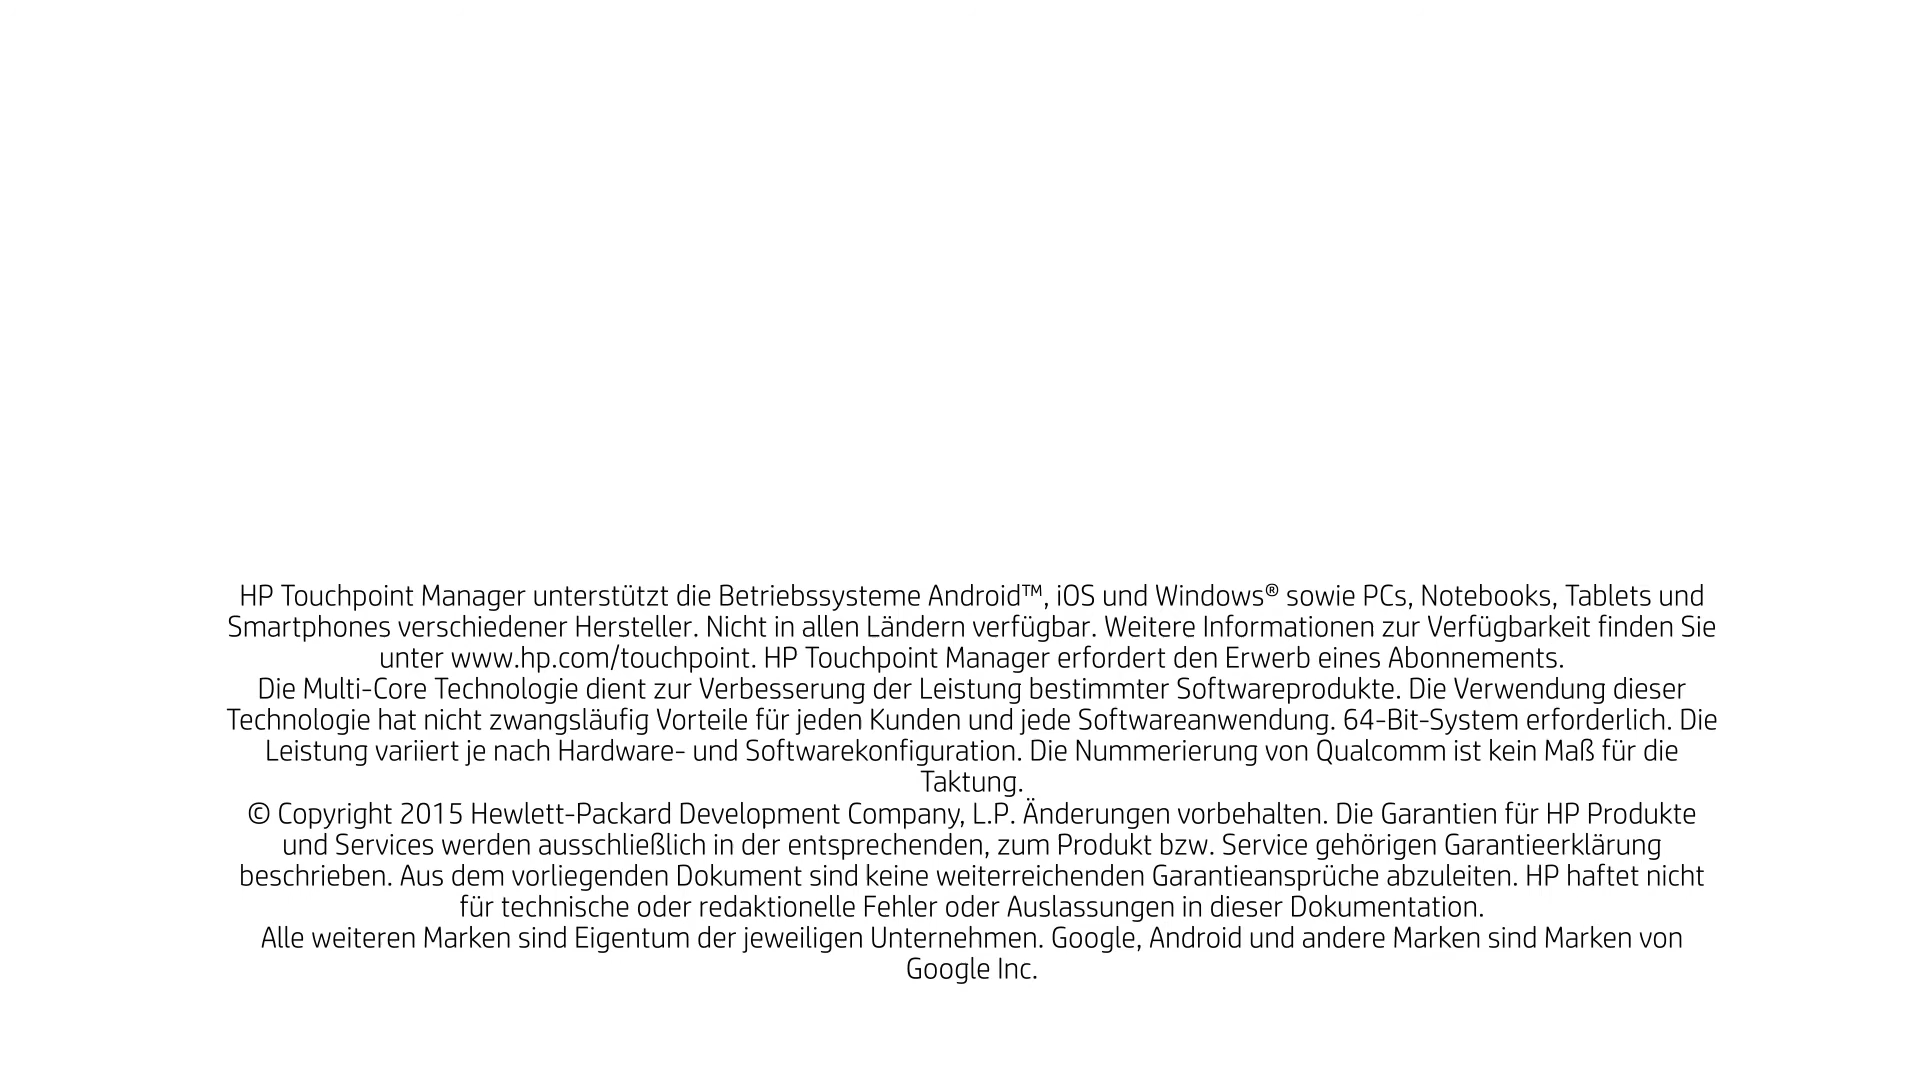 HP Touchpoint Manager unterstützt die Betriebssysteme Android™, iOS und Windows® sowie PCs, Notebooks, Tablets und
Smartphones verschiedener Hersteller. Nicht in allen Ländern verfügbar. Weitere Informationen zur Verfügbarkeit finden Sie
unter www.hp.com/touchpoint. HP Touchpoint Manager erfordert den Erwerb eines Abonnements.
Die Multi-Core Technologie dient zur Verbesserung der Leistung bestimmter Softwareprodukte. Die Verwendung dieser
Technologie hat nicht zwangsläufig Vorteile für jeden Kunden und jede Softwareanwendung. 64-Bit-System erforderlich. Die
Leistung variiert je nach Hardware- und Softwarekonfiguration. Die Nummerierung von Qualcomm ist kein Maß für die
Taktung.
© Copyright 2015 Hewlett-Packard Development Company, L.P. Änderungen vorbehalten. Die Garantien für HP Produkte
und Services werden ausschließlich in der entsprechenden, zum Produkt bzw. Service gehörigen Garantieerklärung
beschrieben. Aus dem vorliegenden Dokument sind keine weiterreichenden Garantieansprüche abzuleiten. HP haftet nicht
für technische oder redaktionelle Fehler oder Auslassungen in dieser Dokumentation.
Alle weiteren Marken sind Eigentum der jeweiligen Unternehmen. Google, Android und andere Marken sind Marken von
Google Inc.